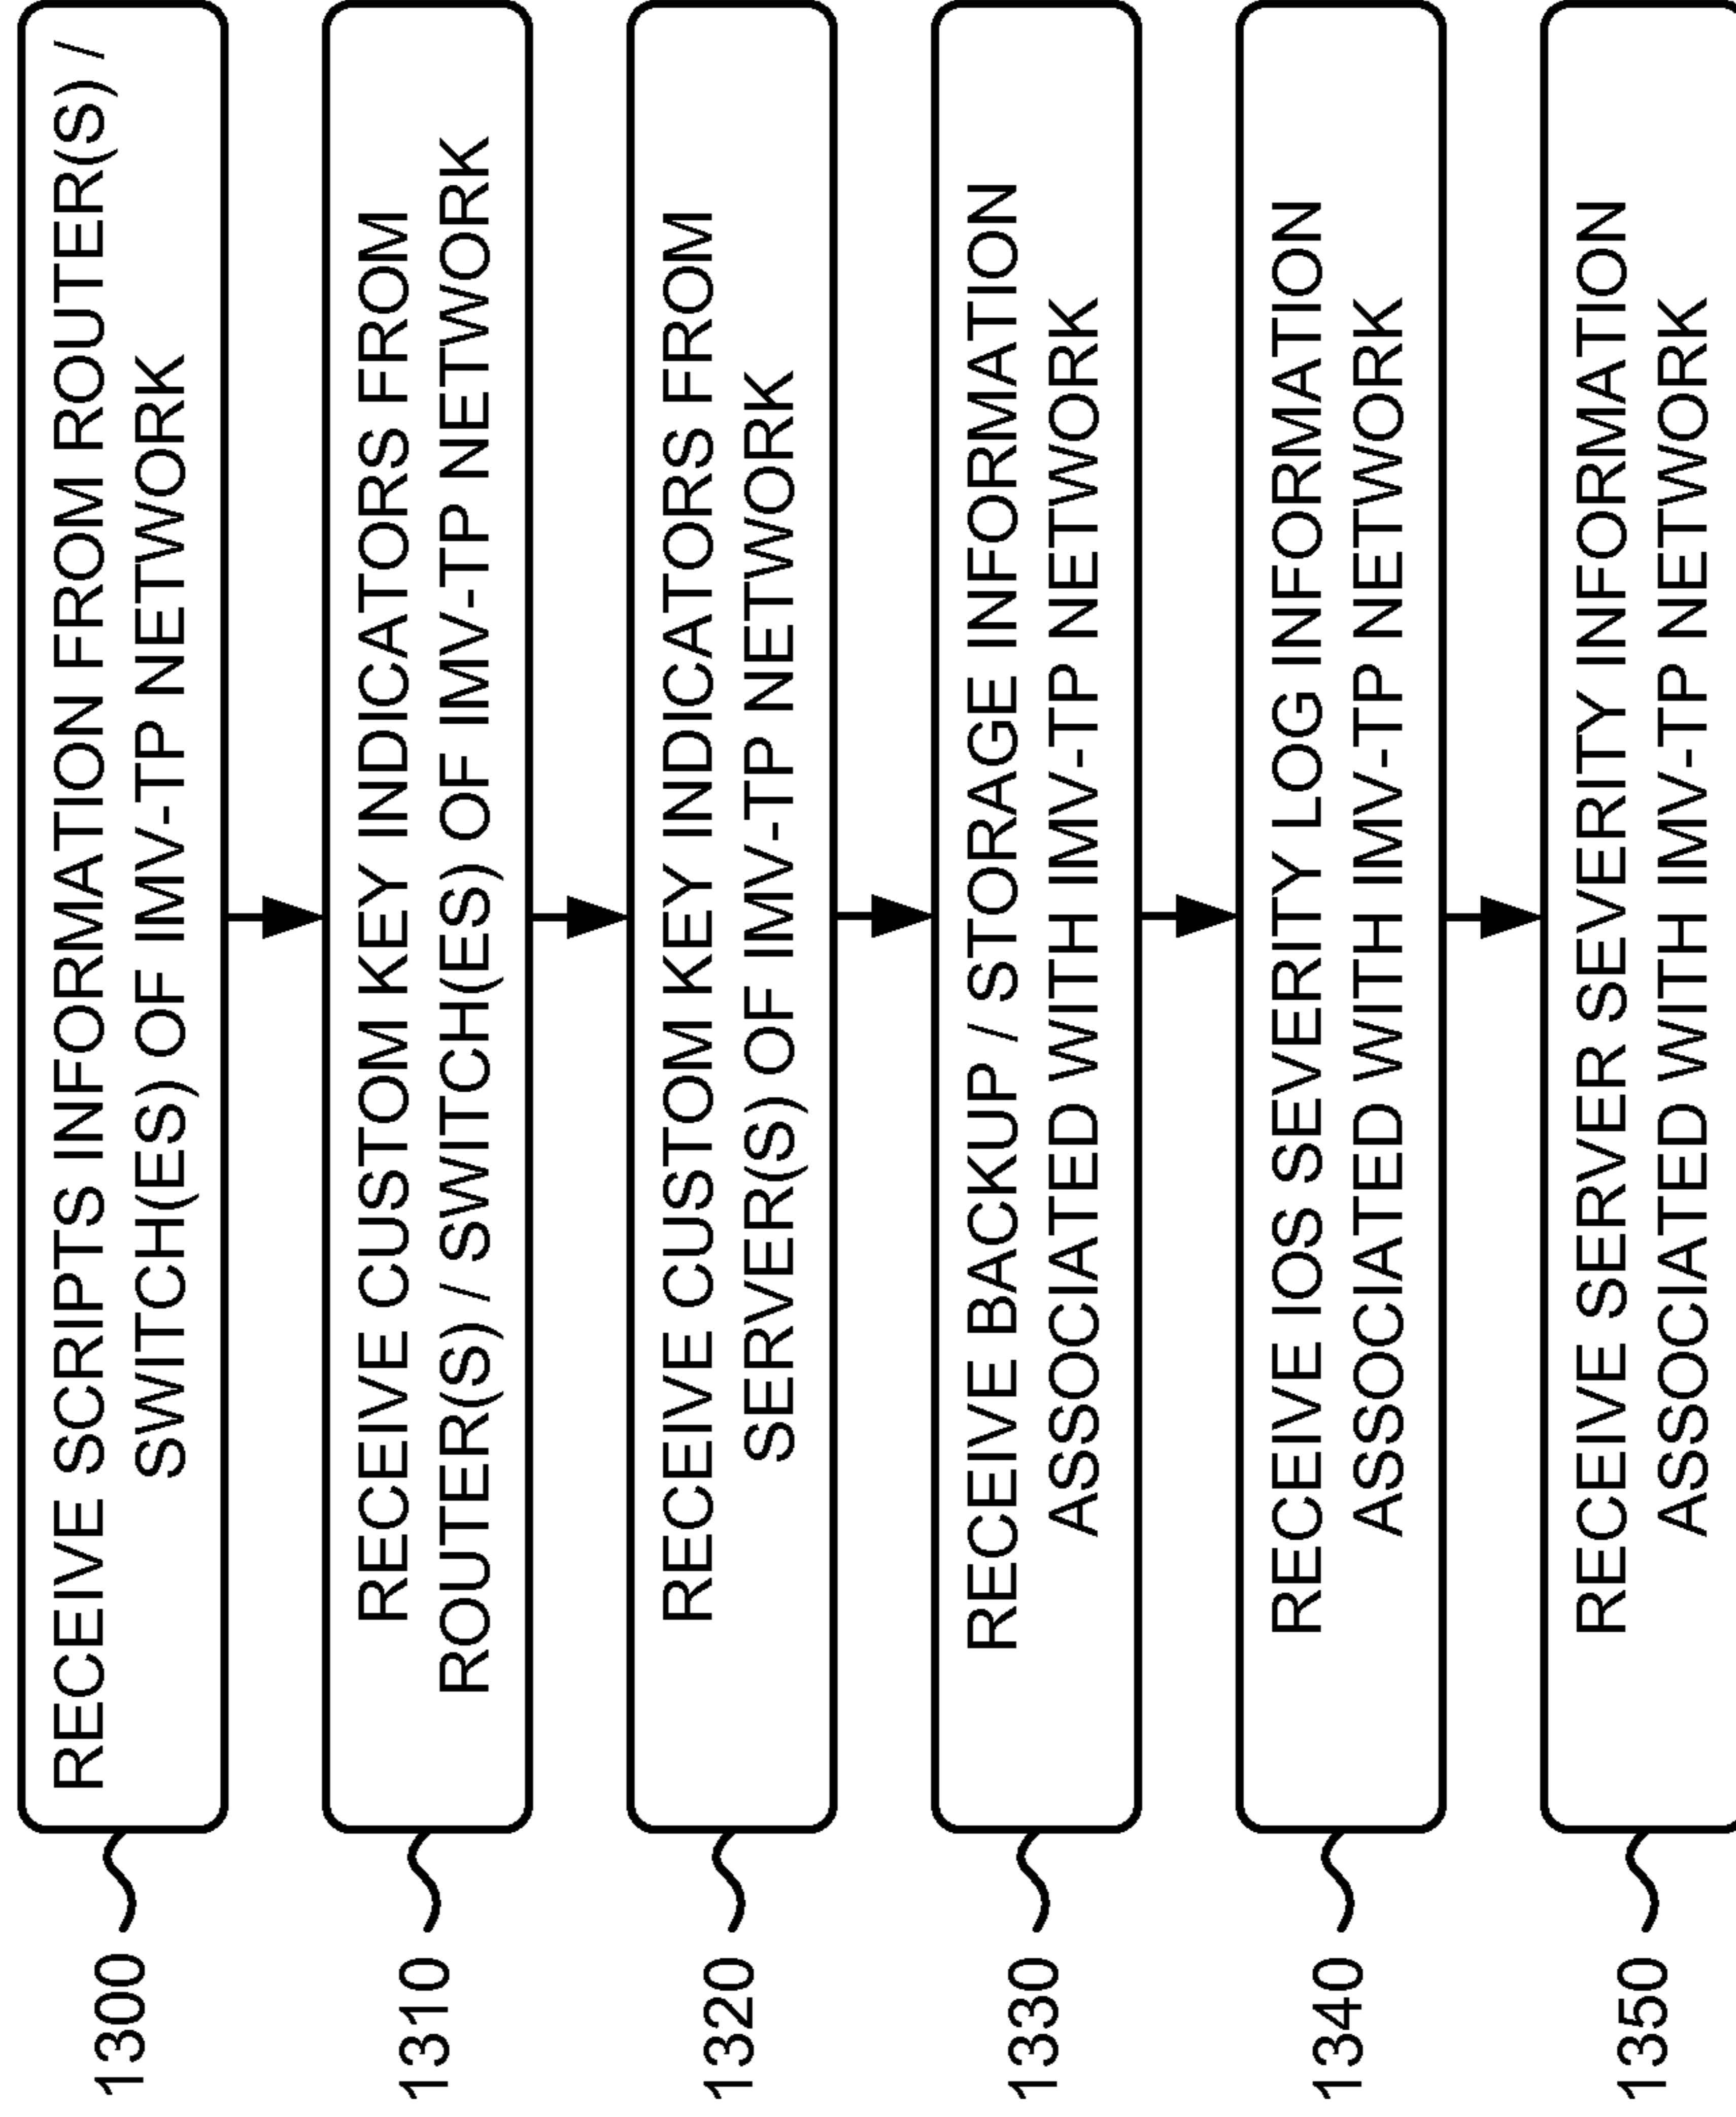 1300
RECEIVE SCRIPTS INFORMATION FROM ROUTER(S) /
SWITCH(ES) OF IMV-TP NETWORK
1310
RECEIVE CUSTOM KEY INDICATORS FROM
ROUTER(S) / SWITCH(ES) OF IMV-TP NETWORK
1320
RECEIVE CUSTOM KEY INDICATORS FROM
SERVER(S) OF IMV-TP NETWORK
1330
RECEIVE BACKUP / STORAGE INFORMATION
ASSOCIATED WITH IMV-TP NETWORK
1340
RECEIVE IOS SEVERITY LOG INFORMATION
ASSOCIATED WITH IMV-TP NETWORK
1350
RECEIVE SERVER SEVERITY INFORMATION
ASSOCIATED WITH IMV-TP NETWORK